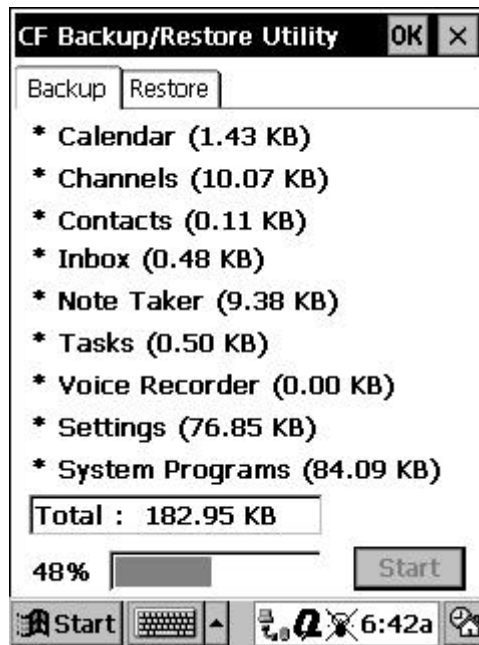 CF Backup/Restore Utility OK ×
Backup Restore
* Calendar (1.43 KB)
* Channels (10.07 KB)
* Contacts (0.11 KB)
* Inbox (0.48 KB)
* Note Taker (9.38 KB)
* Tasks (0.50 KB)
* Voice Recorder (0.00 KB)
* Settings (76.85 KB)
* System Programs (84.09 KB)
Total : 182.95 KB
48% Start
Start 6:42a